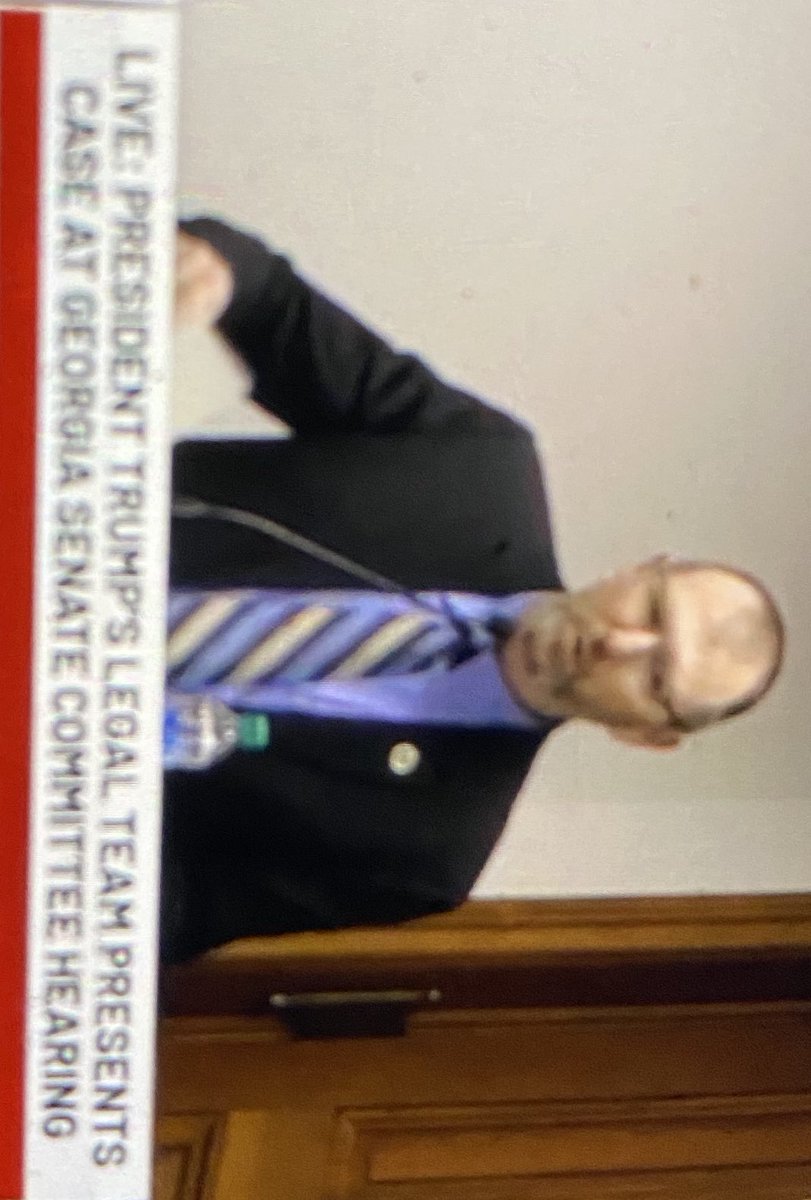 LIVE: PRESIDENT TRUMP'S LEGAL TEAM PRESENTS
CASE AT GEORGIA SENATE COMMITTEE HEARING